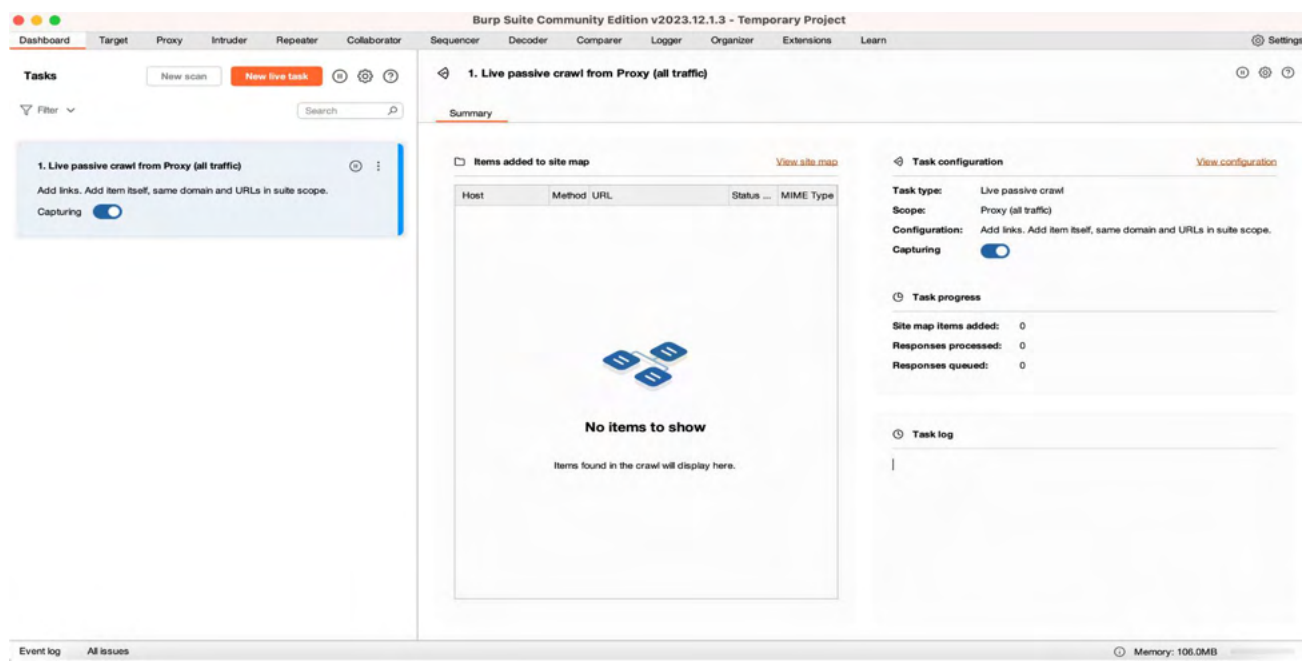 Burp Suite Community Edition v2023.12.1.3 - Temporary Project
Dashboard Target Proxy Intruder Repeater Collaborator Sequencer Decoder Comparer Logger Organizer Extensions Learn Settings
Tasks New scan New live task
Filter Search
1. Live passive crawl from Proxy (all traffic)
Add links. Add item itself, same domain and URLs in suite scope.
Capturing
1. Live passive crawl from Proxy (all traffic)
Summary
Items added to site map View site map
Host Method URL Status ... MIME Type
No items to show
Items found in the crawl will display here.
Task configuration View configuration
Task type: Live passive crawl
Scope: Proxy (all traffic)
Configuration: Add links. Add item itself, same domain and URLs in suite scope.
Capturing
Task progress
Site map items added: 0
Responses processed: 0
Responses queued: 0
Task log
Event log All issues Memory: 106.0MB